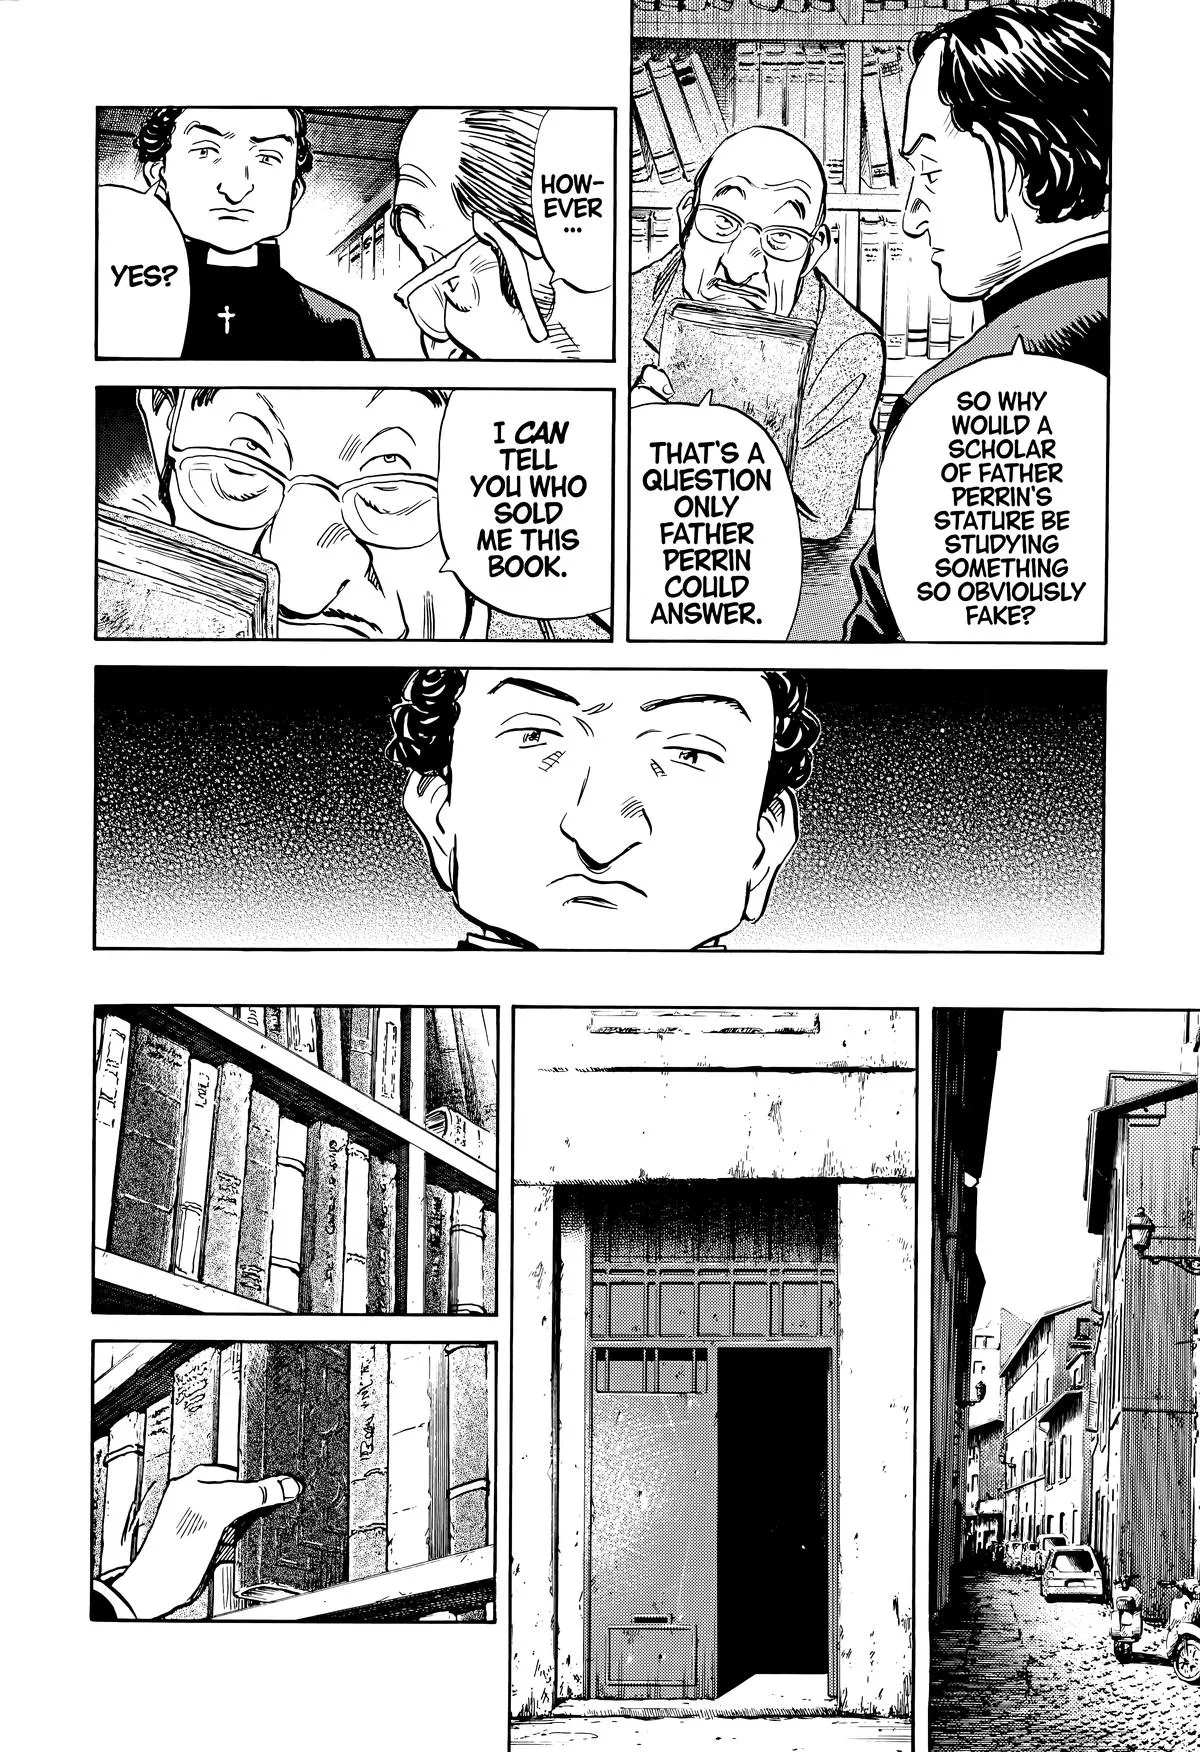 SO WHY
WOULD A
SCHOLAR
OF FATHER
PERRIN'S
STATURE BE
STUDYING
SOMETHING
SO OBVIOUSLY
FAKE?
THAT'S A
QUESTION
ONLY
FATHER
PERRIN
COULD
ANSWER.
HOW-
EVER
...
YES?
I CAN
TELL
YOU WHO
SOLD
ME THIS
BOOK.